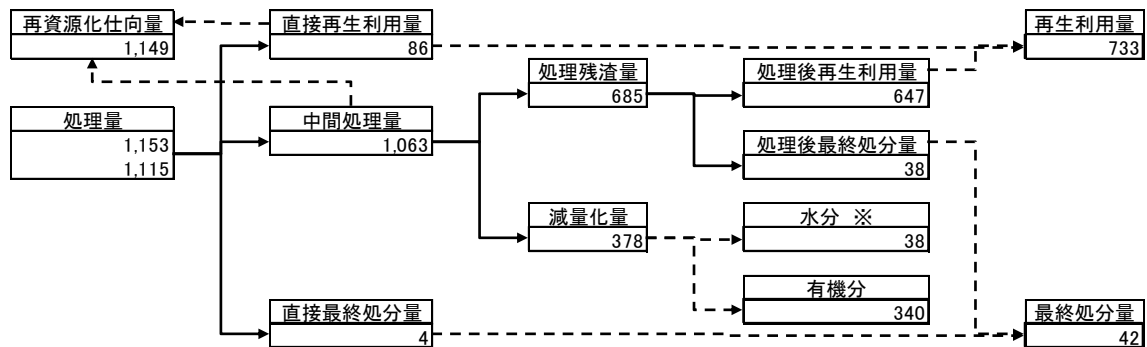 再資源化仕向量
1,149
直接再生利用量
86
再生利用量
733
処理残渣量
685
処理後再生利用量
647
処理量
1,153
1,115
中間処理量
1,063
処理後最終処分量
38
減量化量
378
水分 ※
38
有機分
340
直接最終処分量
4
最終処分量
42